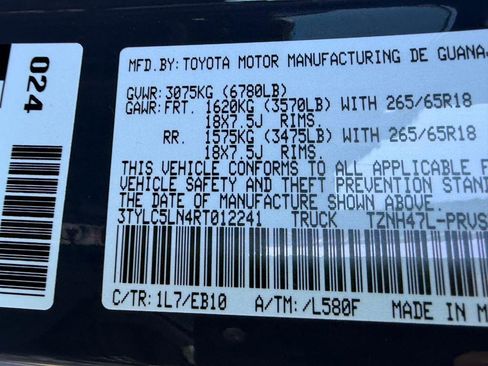 024
MFD.BY: TOYOTA MOTOR MANUFACTURING DE GUANA
GVWR: 3075KG (6780LB)
GAWR: FRT. 1620KG (3570LB) WITH 265/65R18
18X7.5J RIMS.
RR. 1575KG (3475LB) WITH 265/65R18
18X7.5J RIMS.
THIS VEHICLE CONFORMS TO ALL APPLICABLE F
VEHICLE SAFETY AND THEFT PREVENTION STAND
THE DATE OF MANUFACTURE SHOWN ABOVE.
3TYLC5LN4RT012241 TRUCK TZNH47L-PRVS
C/TR: 1L7/EB10 A/TM: /L580F MADE IN M